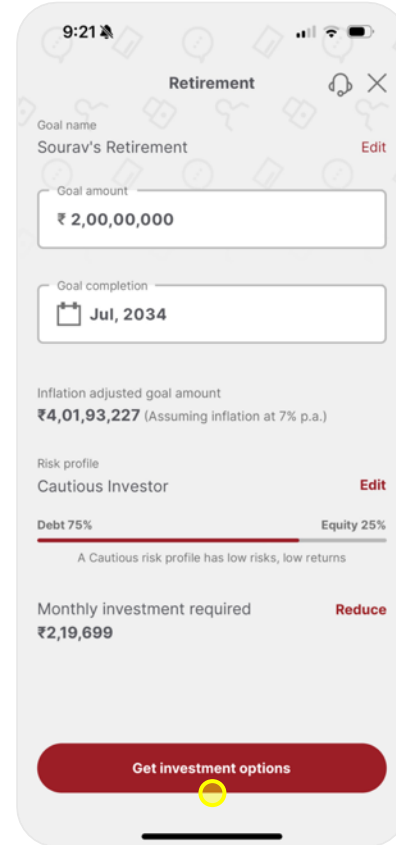 9:21
Retirement
Goal name
Sourav's Retirement Edit
Goal amount
₹ 2,00,00,000
Goal completion
Jul, 2034
Inflation adjusted goal amount
₹4,01,93,227 (Assuming inflation at 7% p.a.)
Risk profile
Cautious Investor Edit
Debt 75% Equity 25%
A Cautious risk profile has low risks, low returns
Monthly investment required Reduce
₹2,19,699
Get investment options